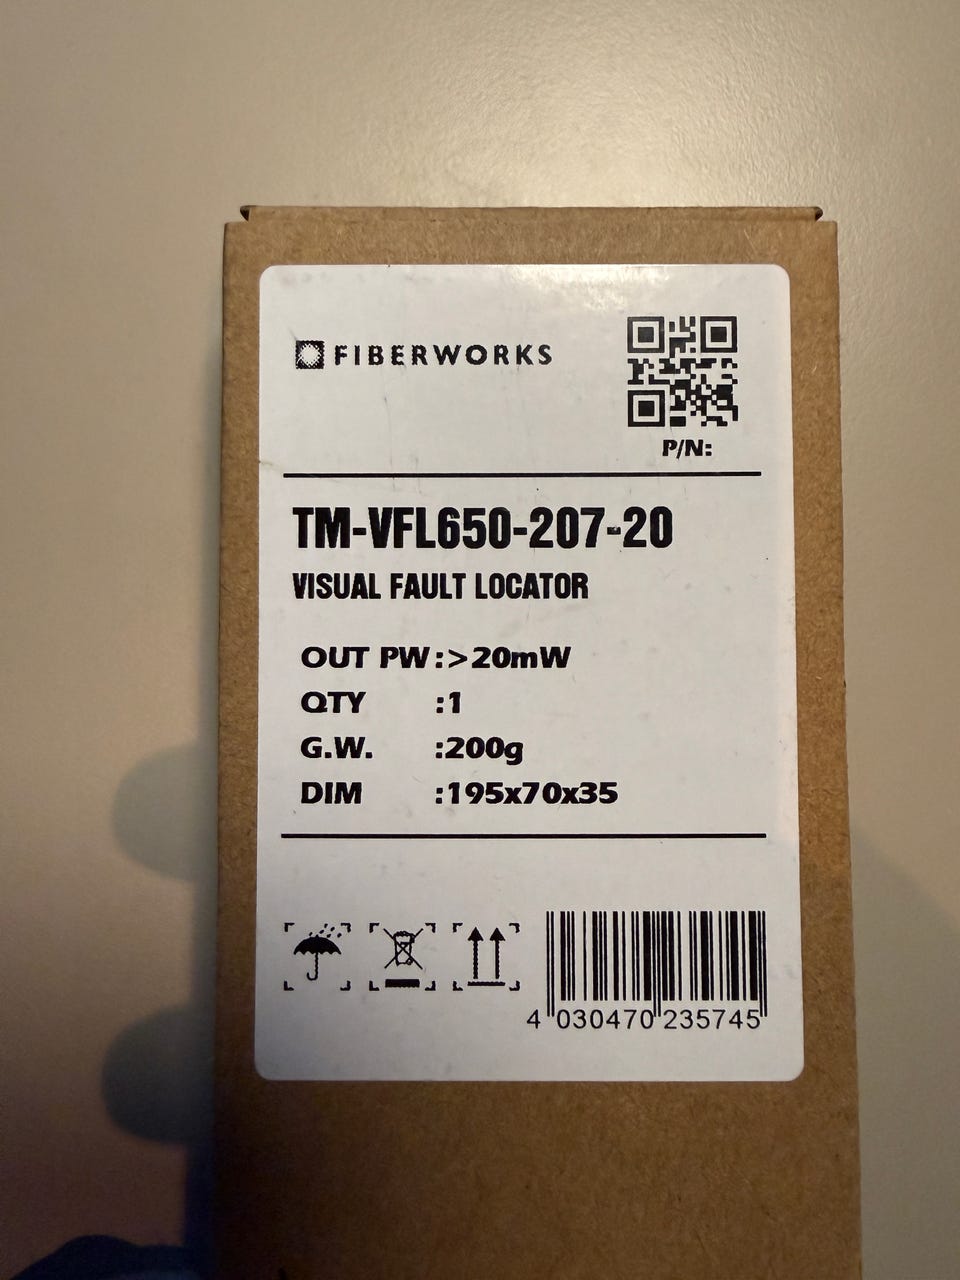 FIBERWORKS
P/N:
TM-VFL650-207-20
VISUAL FAULT LOCATOR
OUT PW :>20mW
QTY :1
G.W. :200g
DIM :195x70x35
4 030470 235745